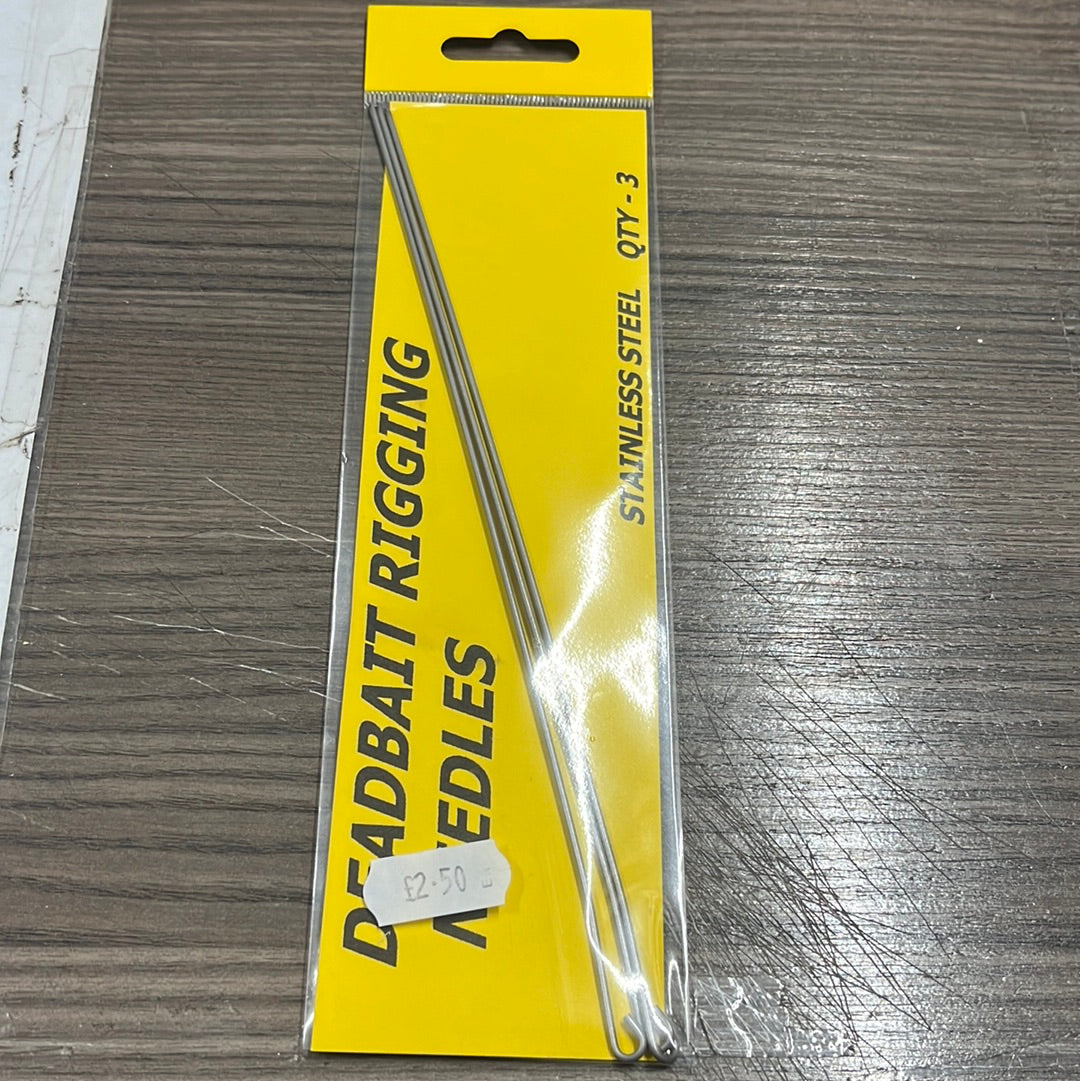 DEADBAIT RIGGING
NEEDLES
STAINLESS STEEL QTY - 3
£2.50